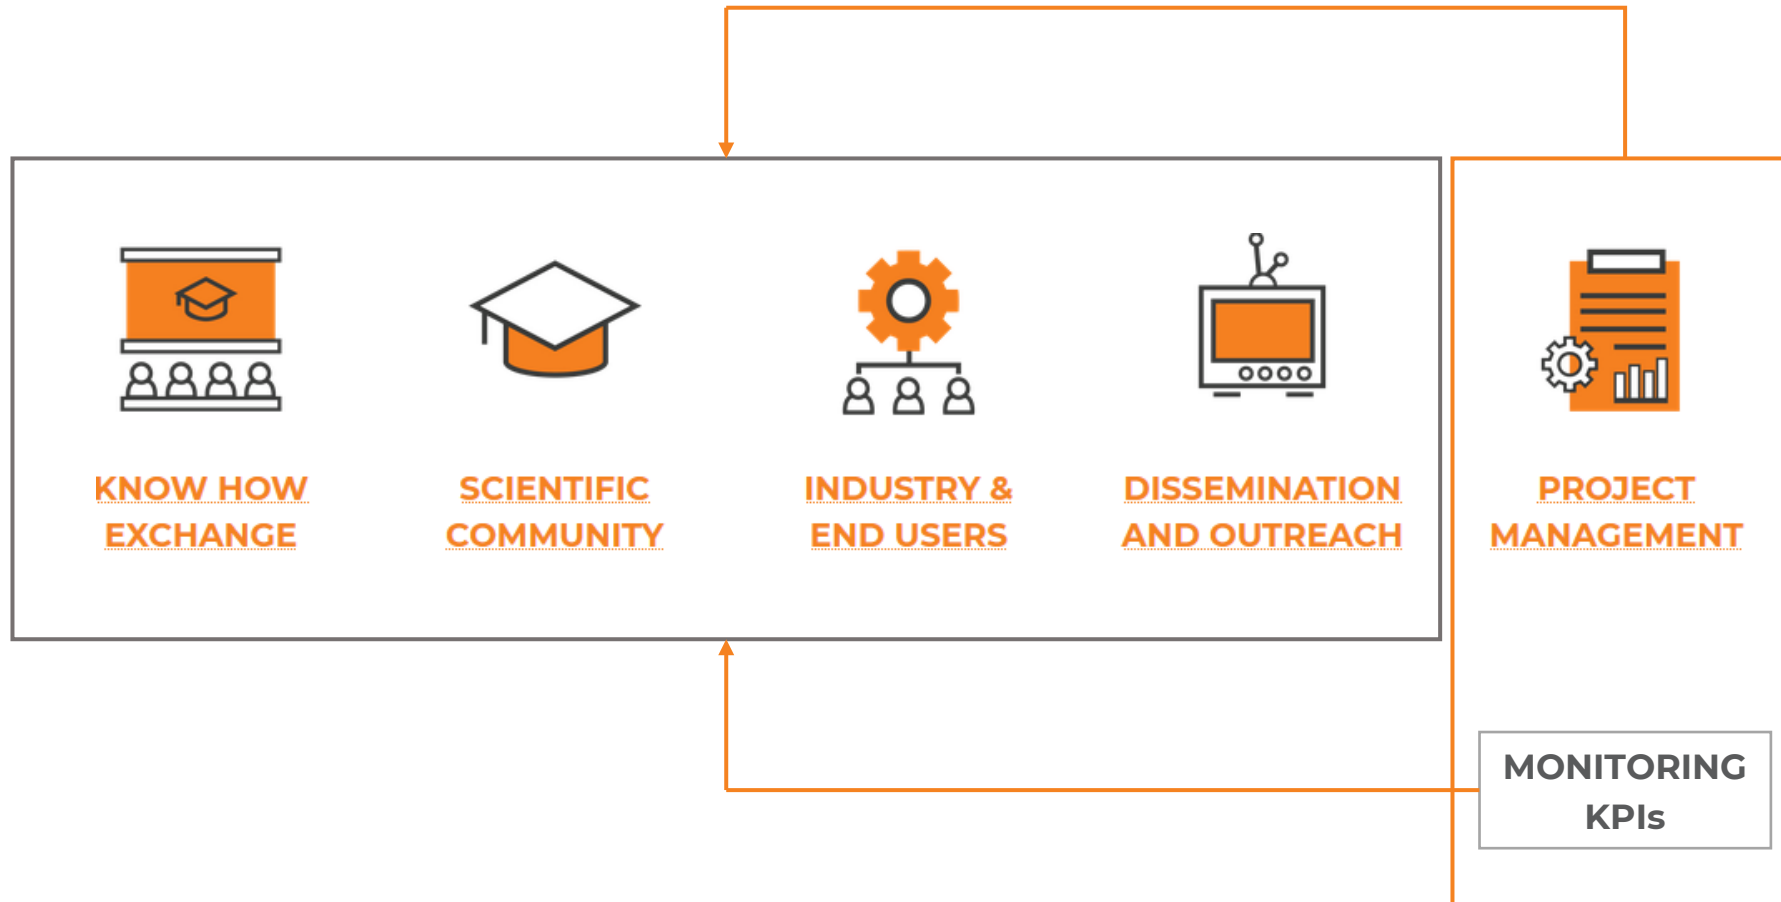 KNOW HOW
EXCHANGE
SCIENTIFIC
COMMUNITY
INDUSTRY &
END USERS
DISSEMINATION
AND OUTREACH
PROJECT
MANAGEMENT
MONITORING
KPIs